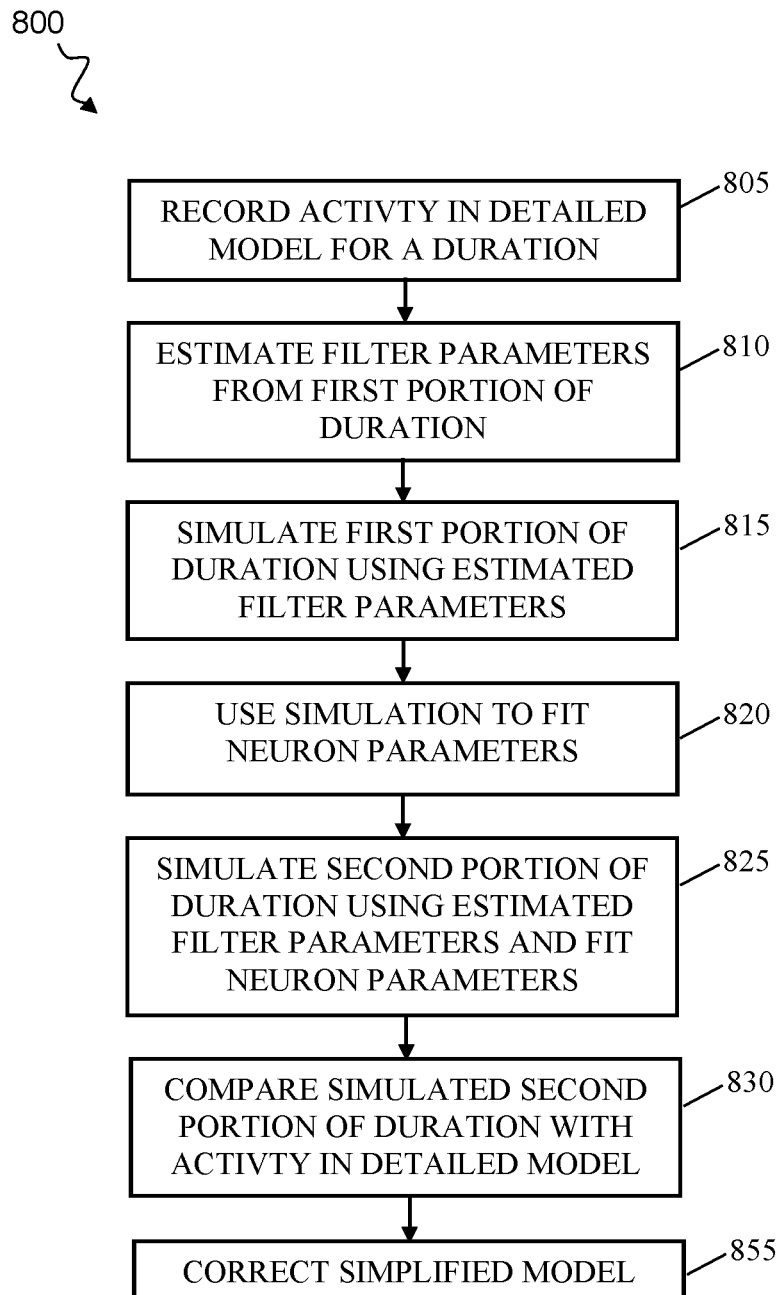 800
805
RECORD ACTIVTY IN DETAILED
MODEL FOR A DURATION
810
ESTIMATE FILTER PARAMETERS
FROM FIRST PORTION OF
DURATION
815
SIMULATE FIRST PORTION OF
DURATION USING ESTIMATED
FILTER PARAMETERS
820
USE SIMULATION TO FIT
NEURON PARAMETERS
825
SIMULATE SECOND PORTION OF
DURATION USING ESTIMATED
FILTER PARAMETERS AND FIT
NEURON PARAMETERS
830
COMPARE SIMULATED SECOND
PORTION OF DURATION WITH
ACTIVTY IN DETAILED MODEL
855
CORRECT SIMPLIFIED MODEL